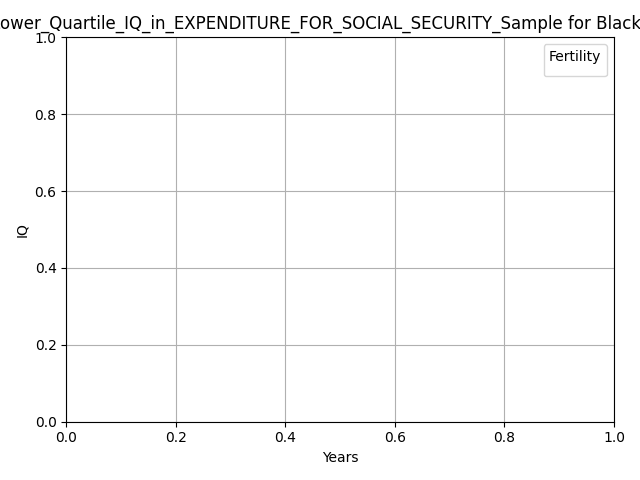 ower_Quartile_IQ_in_EXPENDITURE_FOR_SOCIAL_SECURITY_Sample for Black
Fertility
1.0
0.8
0.6
0.4
0.2
0.0
IQ
0.0 0.2 0.4 0.6 0.8 1.0
Years